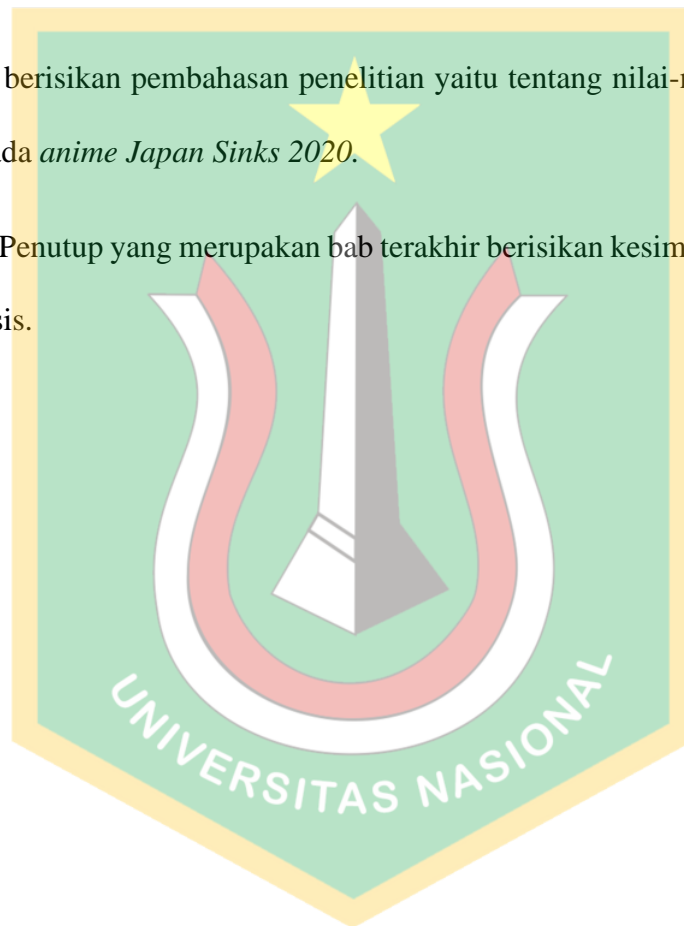 berisikan pembahasan penelitian yaitu tentang nilai-
da anime Japan Sinks 2020.
Penutup yang merupakan bab terakhir berisikan kesim
sis.
UNIVERSITAS NASIONAL